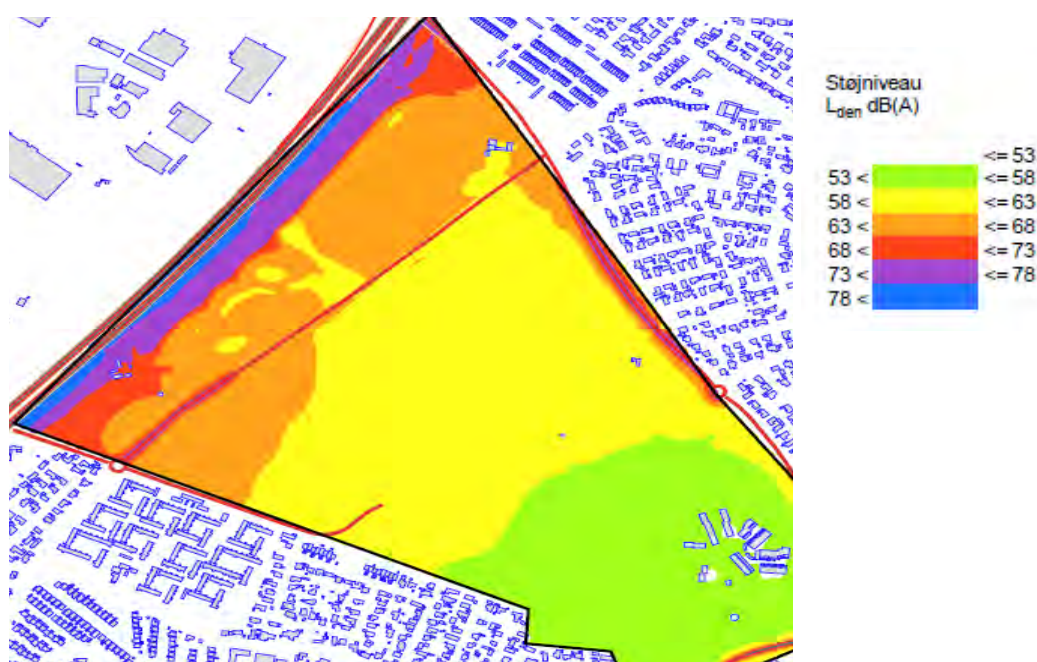 Støjniveau
Lden dB(A)
<= 53
53 < <= 58
58 < <= 63
63 < <= 68
68 < <= 73
73 < <= 78
78 <